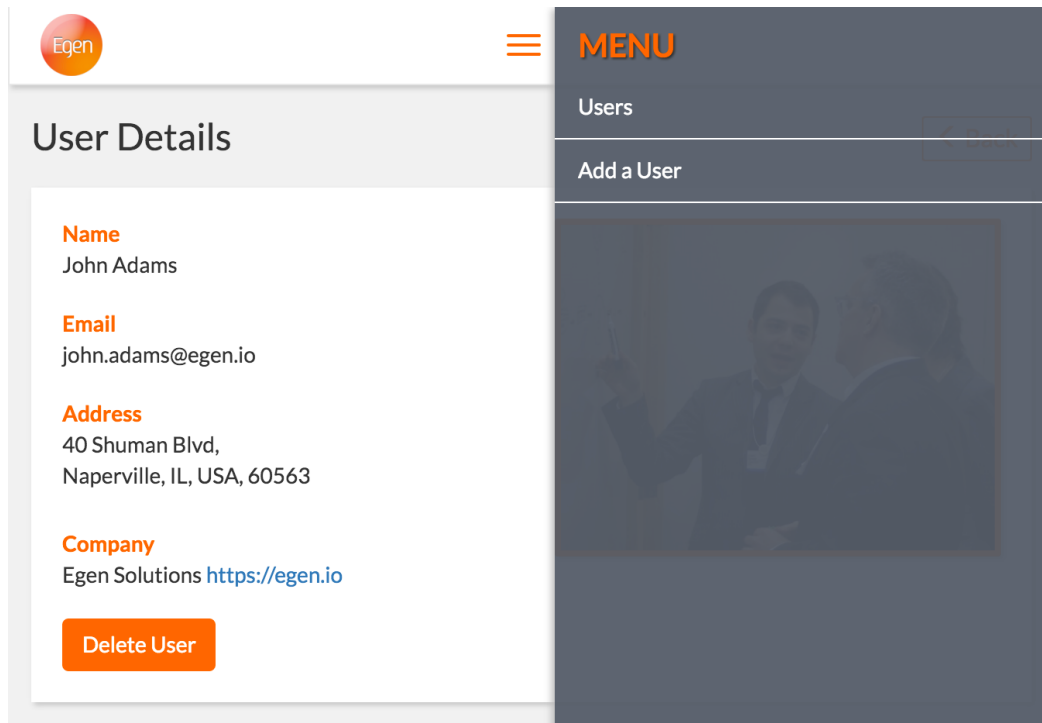 Egen
MENU
Users
Add a User
User Details
Back
Name
John Adams
Email
john.adams@egen.io
Address
40 Shuman Blvd,
Naperville, IL, USA, 60563
Company
Egen Solutions https://egen.io
Delete User